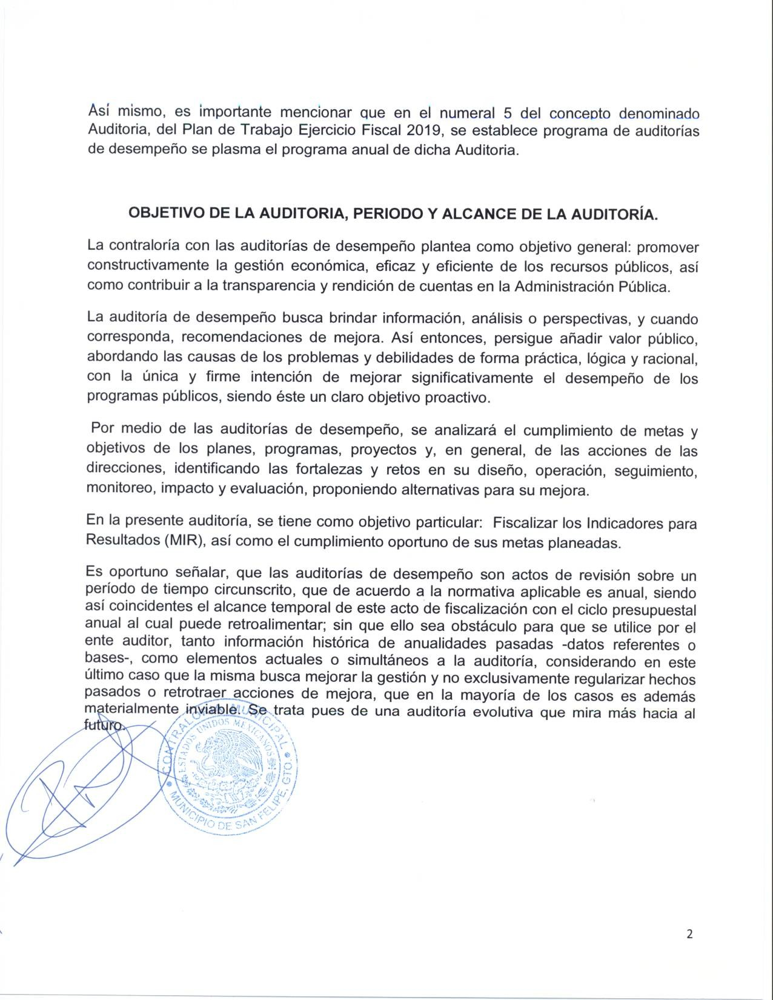 Así mismo, es importante mencionar que en el numeral 5 del concepto denominado
Auditoria, del Plan de Trabajo Ejercicio Fiscal 2019, se establece programa de auditorías
de desempeño se plasma el programa anual de dicha Auditoria.
OBJETIVO DE LA AUDITORIA, PERIODO Y ALCANCE DE LA AUDITORÍA.
La contraloría con las auditorías de desempeño plantea como objetivo general: promover
constructivamente la gestión económica, eficaz y eficiente de los recursos públicos, así
como contribuir a la transparencia y rendición de cuentas en la Administración Pública.
La auditoría de desempeño busca brindar información, análisis o perspectivas, y cuando
corresponda, recomendaciones de mejora. Así entonces, persigue añadir valor público,
abordando las causas de los problemas y debilidades de forma práctica, lógica y racional,
con la única y firme intención de mejorar significativamente el desempeño de los
programas públicos, siendo éste un claro objetivo proactivo.
Por medio de las auditorías de desempeño, se analizará el cumplimiento de metas y
objetivos de los planes, programas, proyectos y, en general, de las acciones de las
direcciones, identificando las fortalezas y retos en su diseño, operación, seguimiento,
monitoreo, impacto y evaluación, proponiendo alternativas para su mejora.
En la presente auditoría, se tiene como objetivo particular:  Fiscalizar los Indicadores para
Resultados (MIR), así como el cumplimiento oportuno de sus metas planeadas.
Es oportuno señalar, que las auditorías de desempeño son actos de revisión sobre un
período de tiempo circunscrito, que de acuerdo a la normativa aplicable es anual, siendo
así coincidentes el alcance temporal de este acto de fiscalización con el ciclo presupuestal
anual al cual puede retroalimentar; sin que ello sea obstáculo para que se utilice por el
ente auditor, tanto información histórica de anualidades pasadas -datos referentes o
bases-, como elementos actuales o simultáneos a la auditoría, considerando en este
último caso que la misma busca mejorar la gestión y no exclusivamente regularizar hechos
pasados o retrotraer acciones de mejora, que en la mayoría de los casos es además
materialmente inviable. Se trata pues de una auditoría evolutiva que mira más hacia al
futuro.
CONTRALORIA MUNICIPAL
ESTADOS UNIDOS MEXICANOS
MUNICIPIO DE SAN FELIPE, GTO.
2